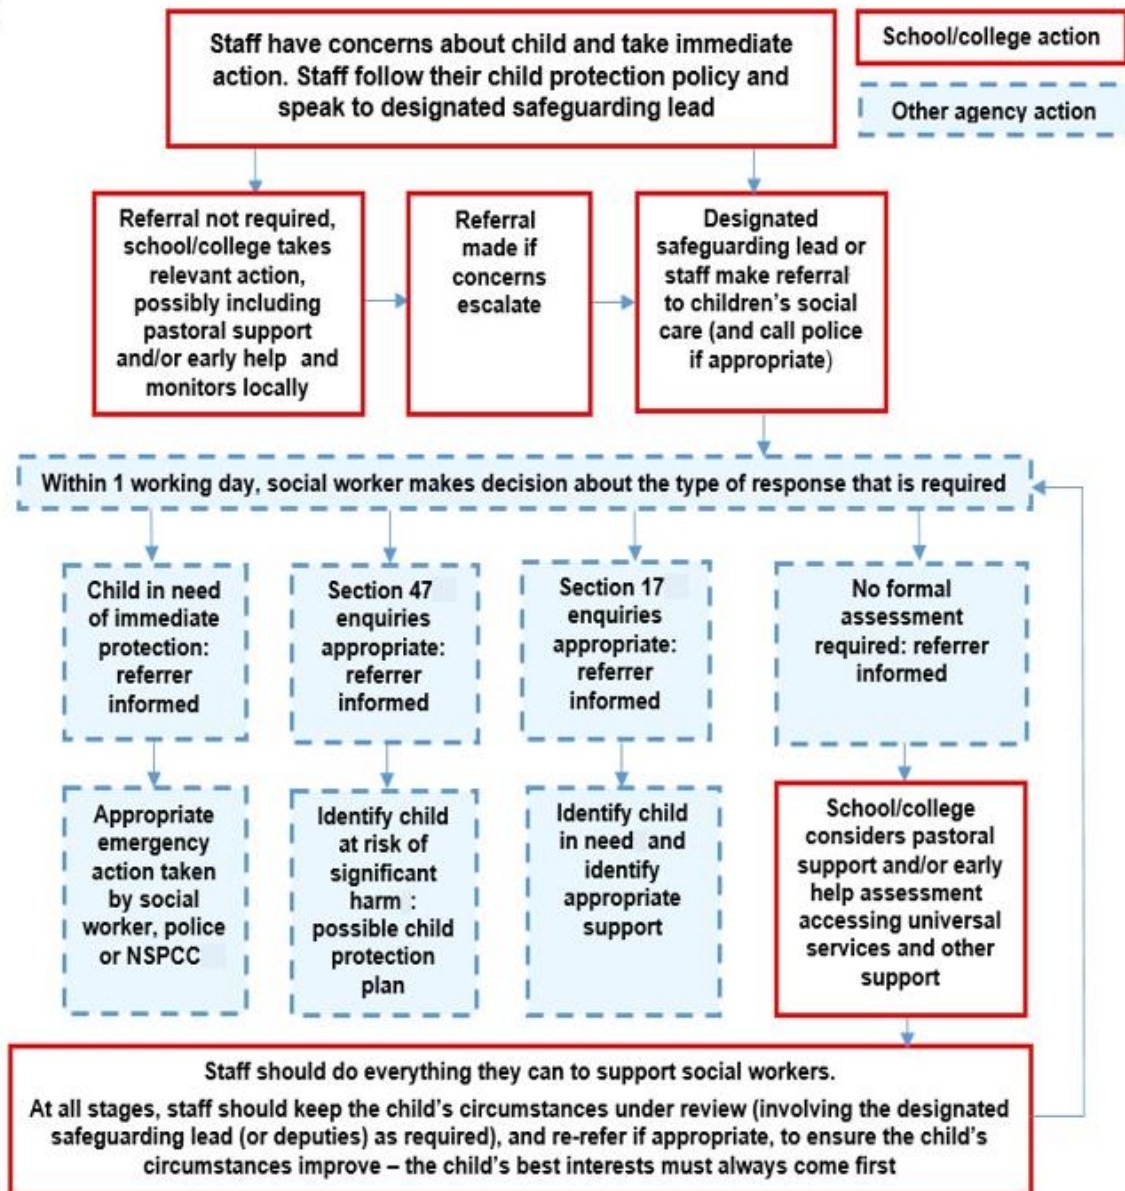 Staff have concerns about child and take immediate
action. Staff follow their child protection policy and
speak to designated safeguarding lead
School/college action
Other agency action
Referral not required,
school/college takes
relevant action,
possibly including
pastoral support
and/or early help and
monitors locally
Referral
made if
concerns
escalate
Designated
safeguarding lead or
staff make referral
to children's social
care (and call police
if appropriate)
Within 1 working day, social worker makes decision about the type of response that is required
Child in need
of immediate
protection:
referrer
informed
Section 47
enquiries
appropriate:
referrer
informed
Section 17
enquiries
appropriate:
referrer
informed
No formal
assessment
required: referrer
informed
Appropriate
emergency
action taken
by social
worker, police
or NSPCC
Identify child
at risk of
significant
harm :
possible child
protection
plan
Identify child
in need and
identify
appropriate
support
School/college
considers pastoral
support and/or early
help assessment
accessing universal
services and other
support
Staff should do everything they can to support social workers.
At all stages, staff should keep the child's circumstances under review (involving the designated
safeguarding lead (or deputies) as required), and re-refer if appropriate, to ensure the child's
circumstances improve – the child's best interests must always come first